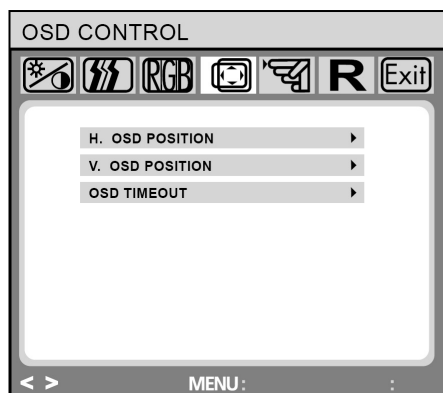 OSD CONTROL
RGB R Exit
H. OSD POSITION
V. OSD POSITION
OSD TIMEOUT
< > MENU : :